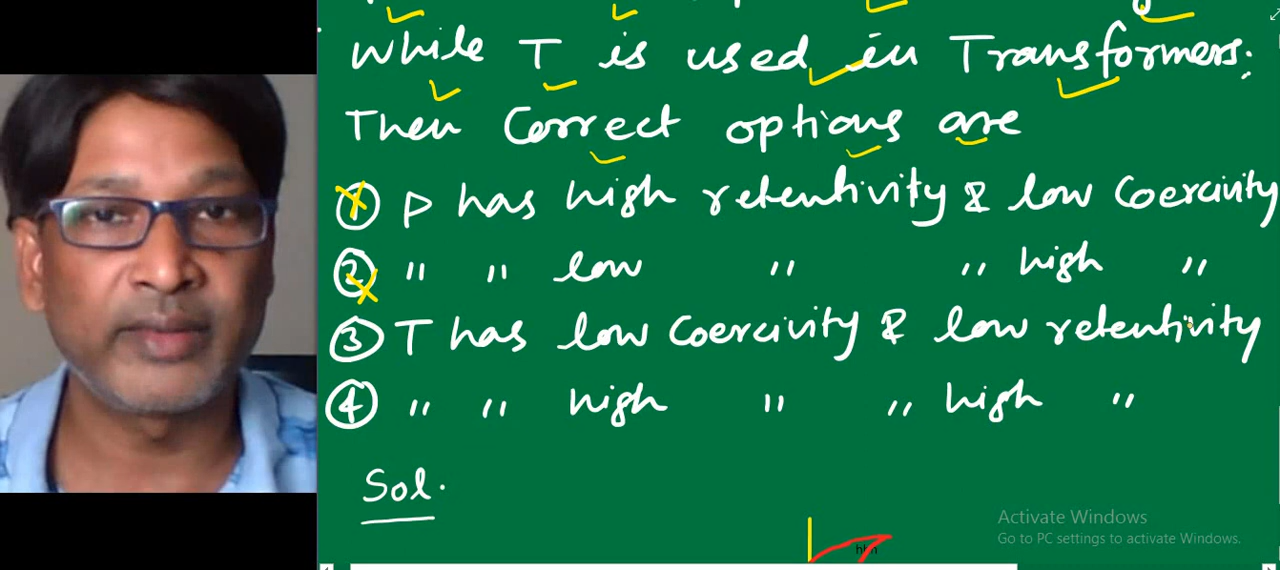 while T is used in Transformers.
Then Correct options are
① P has high retentivity & low Coercivity
② " " low " " high "
③ T has low Coercivity & low retentivity
④ " " high " " high "
Sol.
Activate Windows
Go to PC settings to activate Windows.